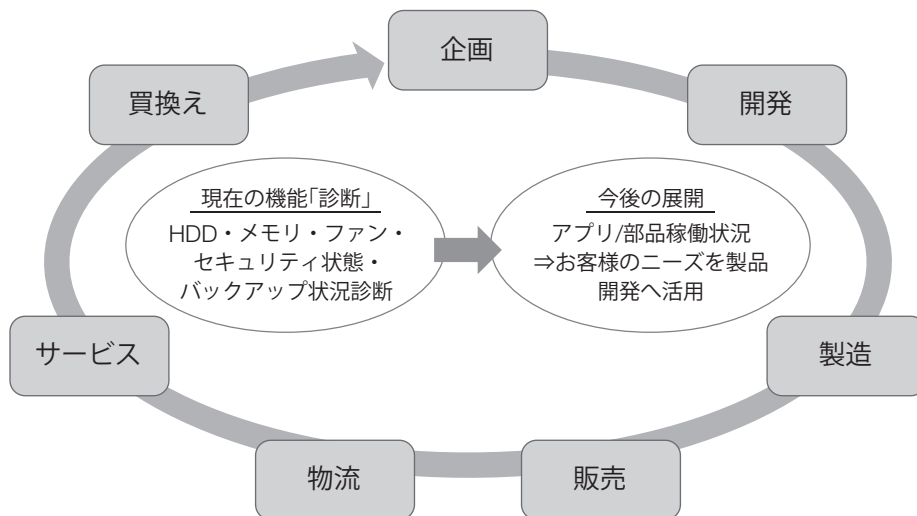 企画
開発
製造
販売
物流
サービス
買換え
現在の機能「診断」
HDD・メモリ・ファン・
セキュリティ状態・
バックアップ状況診断
今後の展開
アプリ/部品稼働状況
⇒お客様のニーズを製品
開発へ活用